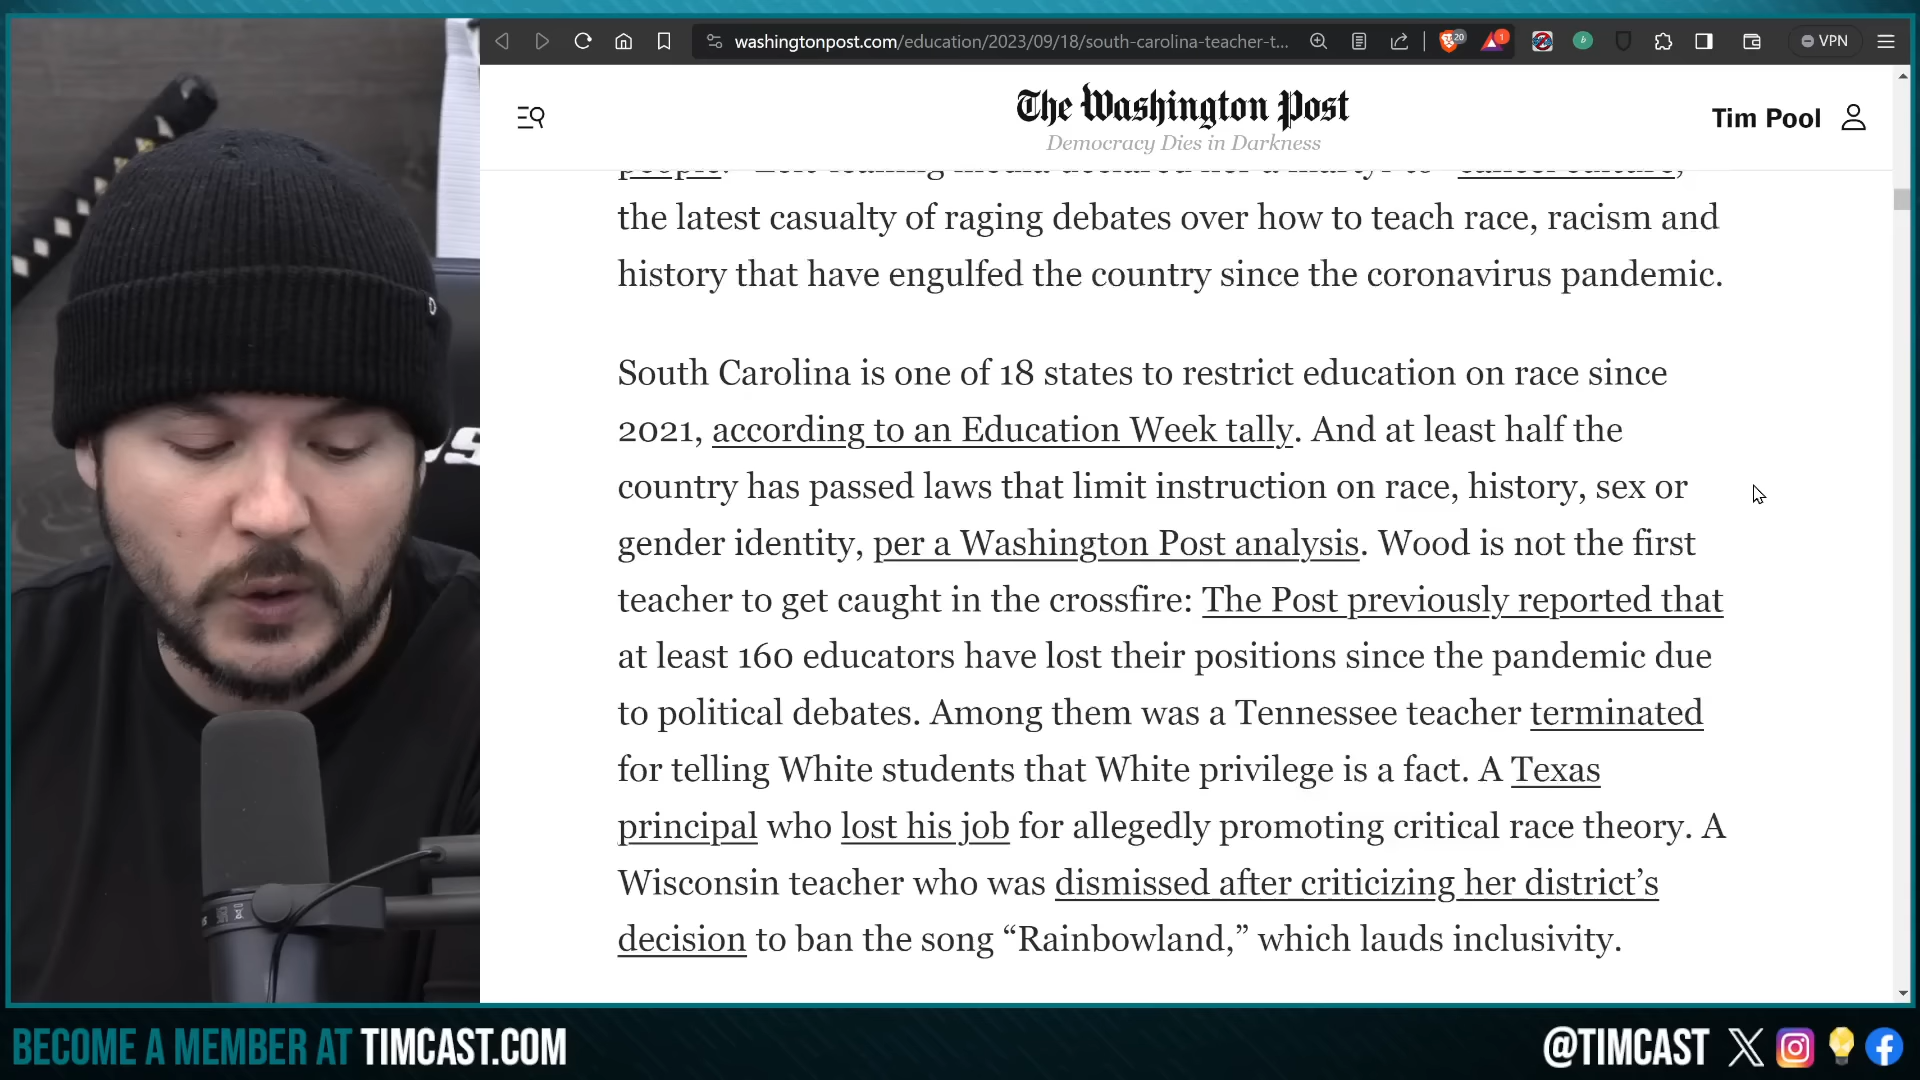 washingtonpost.com/education/2023/09/18/south-carolina-teacher-t...
20
1
VPN
The Washington Post
Democracy Dies in Darkness
Tim Pool
the latest casualty of raging debates over how to teach race, racism and
history that have engulfed the country since the coronavirus pandemic.
South Carolina is one of 18 states to restrict education on race since
2021, according to an Education Week tally. And at least half the
country has passed laws that limit instruction on race, history, sex or
gender identity, per a Washington Post analysis. Wood is not the first
teacher to get caught in the crossfire: The Post previously reported that
at least 160 educators have lost their positions since the pandemic due
to political debates. Among them was a Tennessee teacher terminated
for telling White students that White privilege is a fact. A Texas
principal who lost his job for allegedly promoting critical race theory. A
Wisconsin teacher who was dismissed after criticizing her district’s
decision to ban the song “Rainbowland,” which lauds inclusivity.
BECOME A MEMBER AT TIMCAST.COM
@TIMCAST